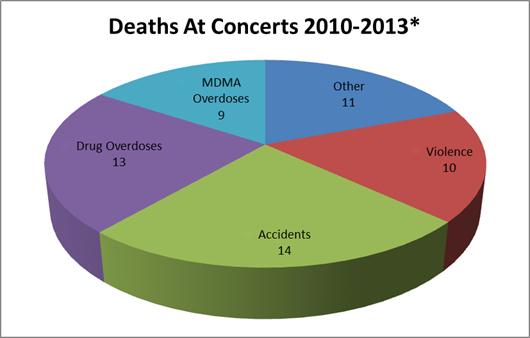 Deaths At Concerts 2010-2013*
MDMA
Overdoses
9
Other
11
Violence
10
Drug Overdoses
13
Accidents
14